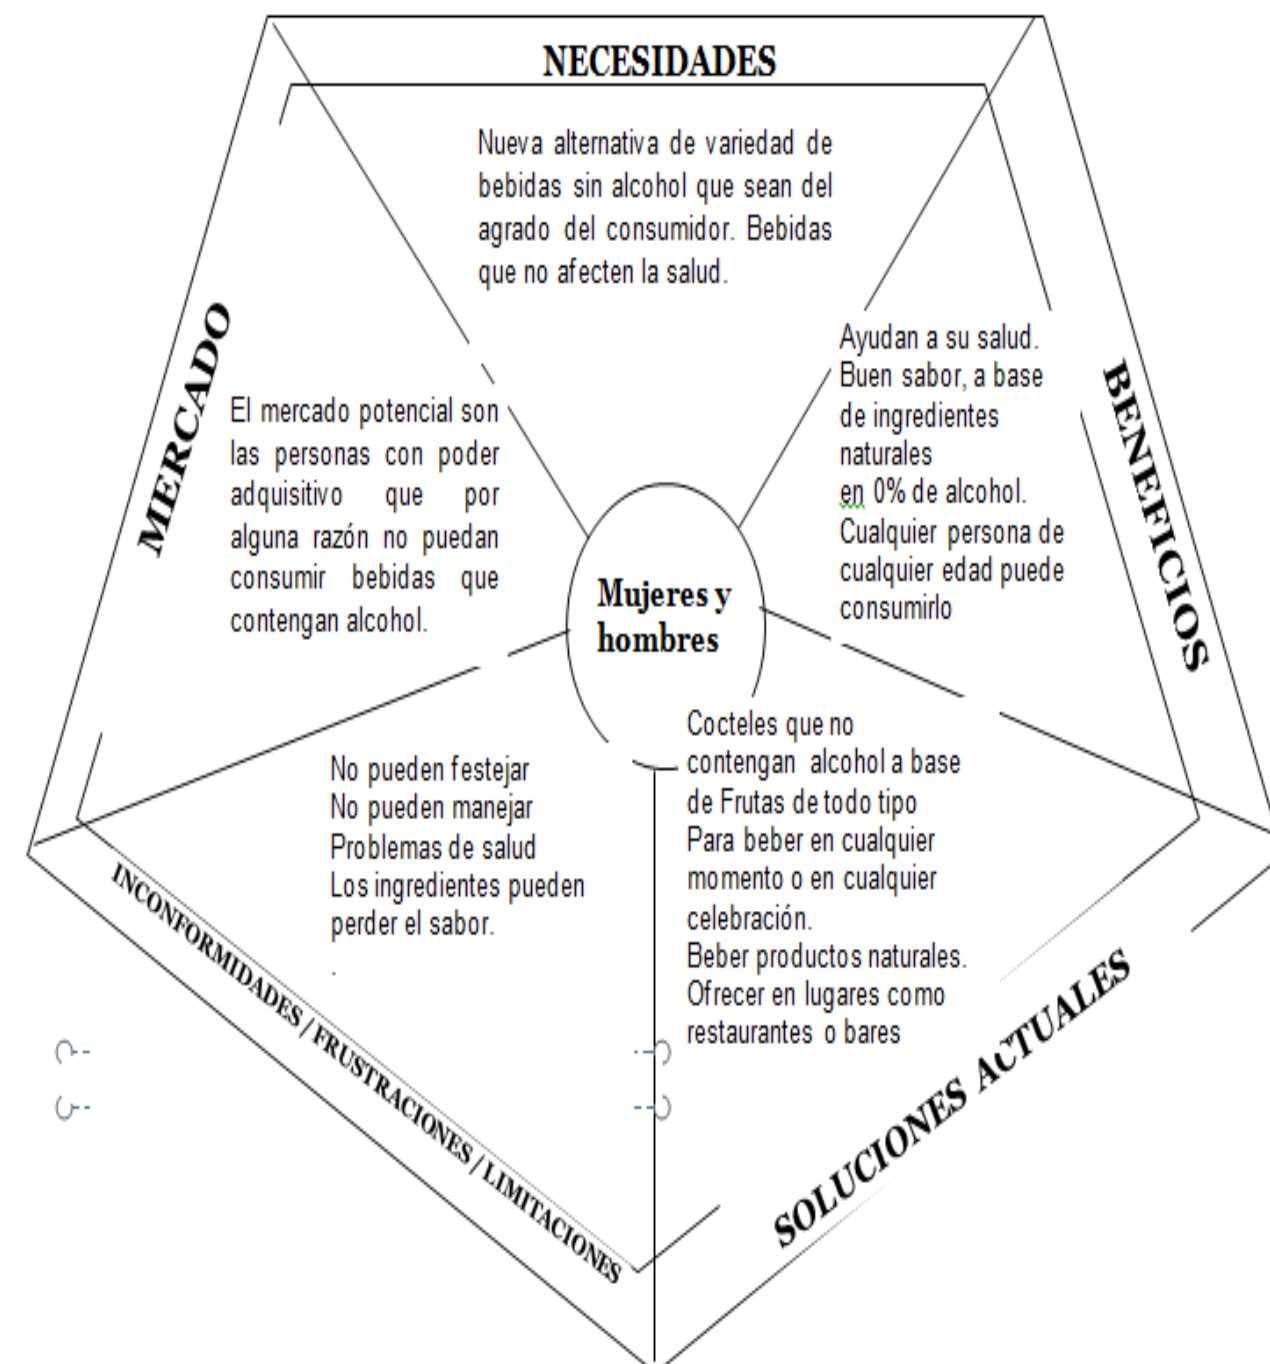 NECESIDADES
Nueva alternativa de variedad de
bebidas sin alcohol que sean del
agrado del consumidor. Bebidas
que no afecten la salud.
MERCADO
El mercado potencial son
las personas con poder
adquisitivo que por
alguna razón no puedan
consumir bebidas que
contengan alcohol.
BENEFICIOS
Ayudan a su salud.
Buen sabor, a base
de ingredientes
naturales
en 0% de alcohol.
Cualquier persona de
cualquier edad puede
consumirlo
Mujeres y
hombres
INCONFORMIDADES / FRUSTRACIONES / LIMITACIONES
No pueden festejar
No pueden manejar
Problemas de salud
Los ingredientes pueden
perder el sabor.
.
SOLUCIONES ACTUALES
Cocteles que no
contengan alcohol a base
de Frutas de todo tipo
Para beber en cualquier
momento o en cualquier
celebración.
Beber productos naturales.
Ofrecer en lugares como
restaurantes o bares